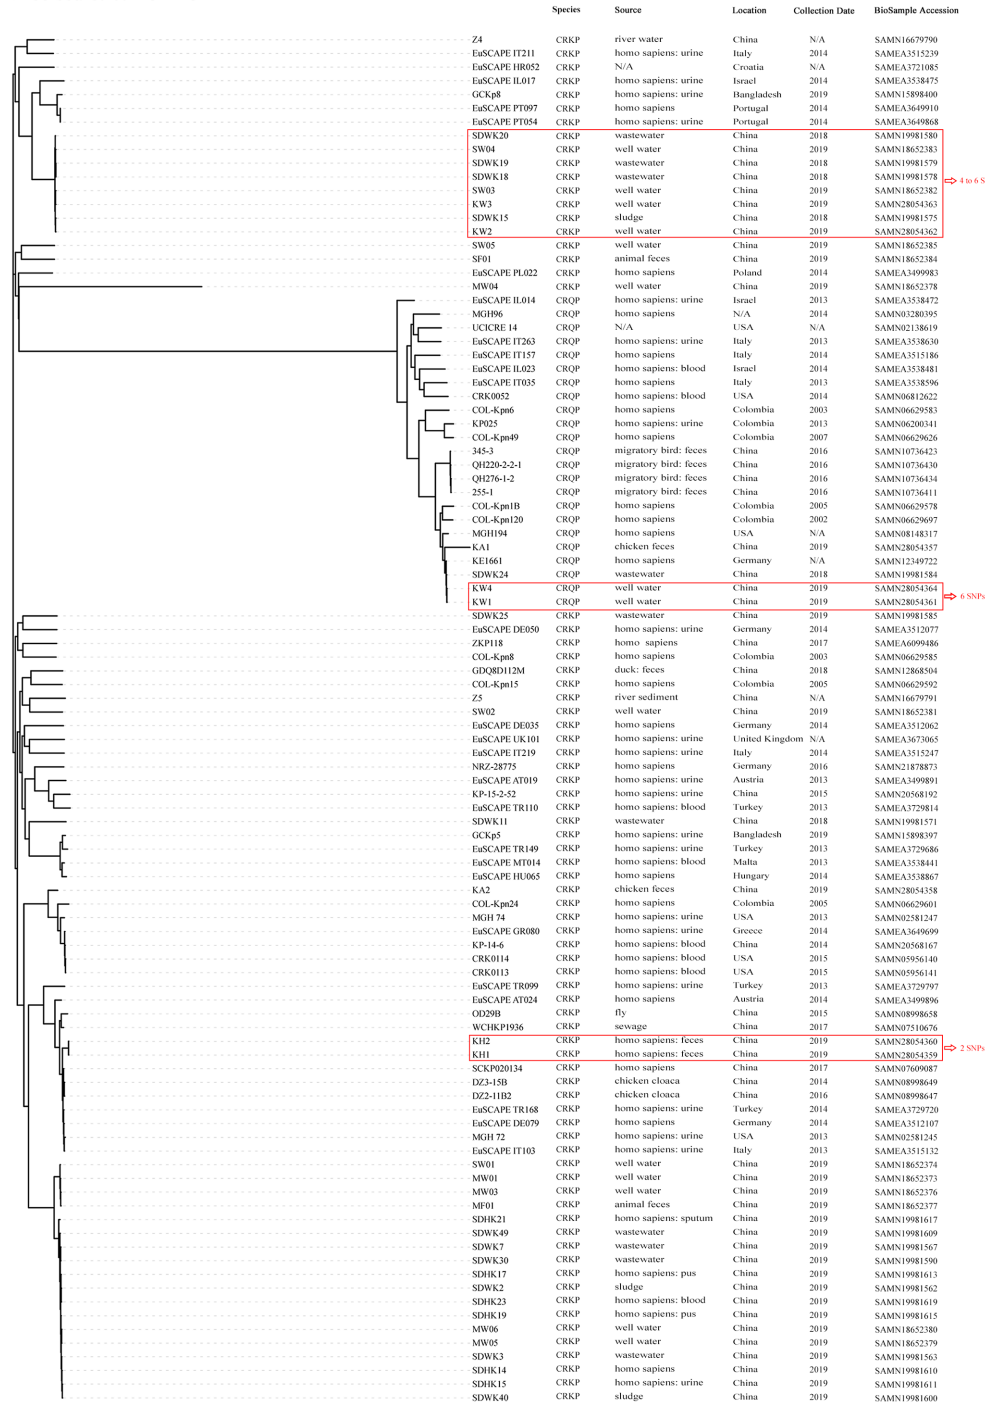 Species Source Location Collection Date BioSample Accession
Z4 CRKP river water China N/A SAMN16679790
EuSCAPE IT211 CRKP homo sapiens: urine Italy 2014 SAMEA3515239
EuSCAPE HR052 CRKP N/A Croatia N/A SAMEA3721085
EuSCAPE IL017 CRKP homo sapiens: urine Israel 2014 SAMEA3538475
GCKp8 CRKP homo sapiens: urine Bangladesh 2019 SAMN15898400
EuSCAPE PT097 CRKP homo sapiens Portugal 2014 SAMEA3649910
EuSCAPE PT054 CRKP homo sapiens: urine Portugal 2014 SAMEA3649868
SDWK20 CRKP wastewater China 2018 SAMN19981580
SW04 CRKP well water China 2019 SAMN18652383
SDWK19 CRKP wastewater China 2018 SAMN19981579
SDWK18 CRKP wastewater China 2018 SAMN19981578 4 to 6 S
SW03 CRKP well water China 2019 SAMN18652382
KW3 CRKP well water China 2019 SAMN28054363
SDWK15 CRKP sludge China 2018 SAMN19981575
KW2 CRKP well water China 2019 SAMN28054362
SW05 CRKP well water China 2019 SAMN18652385
SF01 CRKP animal feces China 2019 SAMN18652384
EuSCAPE PL022 CRKP homo sapiens Poland 2014 SAMEA3499983
MW04 CRKP well water China 2019 SAMN18652378
EuSCAPE IL014 CRQP homo sapiens: urine Israel 2013 SAMEA3538472
MGH96 CRQP homo sapiens N/A 2014 SAMN03280395
UCICRE 14 CRQP N/A USA N/A SAMN02138619
EuSCAPE IT263 CRQP homo sapiens: urine Italy 2013 SAMEA3538630
EuSCAPE IT157 CRQP homo sapiens Italy 2014 SAMEA3515186
EuSCAPE IL023 CRQP homo sapiens: blood Israel 2014 SAMEA3538481
EuSCAPE IT035 CRQP homo sapiens Italy 2013 SAMEA3538596
CRK0052 CRQP homo sapiens: blood USA 2014 SAMN06812622
COL-Kpn6 CRQP homo sapiens Colombia 2003 SAMN06629583
KP025 CRQP homo sapiens: urine Colombia 2013 SAMN06200341
COL-Kpn49 CRQP homo sapiens Colombia 2007 SAMN06629626
345-3 CRQP migratory bird: feces China 2016 SAMN10736423
QH220-2-2-1 CRQP migratory bird: feces China 2016 SAMN10736430
QH276-1-2 CRQP migratory bird: feces China 2016 SAMN10736434
255-1 CRQP migratory bird: feces China 2016 SAMN10736411
COL-Kpn1B CRQP homo sapiens Colombia 2005 SAMN06629578
COL-Kpn120 CRQP homo sapiens Colombia 2002 SAMN06629697
MGH194 CRQP homo sapiens USA N/A SAMN08148317
KA1 CRQP chicken feces China 2019 SAMN28054357
KE1661 CRQP homo sapiens Germany N/A SAMN12349722
SDWK24 CRQP wastewater China 2018 SAMN19981584
KW4 CRQP well water China 2019 SAMN28054364 6 SNPs
KW1 CRQP well water China 2019 SAMN28054361
SDWK25 CRKP wastewater China 2019 SAMN19981585
EuSCAPE DE050 CRKP homo sapiens: urine Germany 2014 SAMEA3512077
ZKP118 CRKP homo sapiens China 2017 SAMEA6099486
COL-Kpn8 CRKP homo sapiens Colombia 2003 SAMN06629585
GDQ8D112M CRKP duck: feces China 2018 SAMN12868504
COL-Kpn15 CRKP homo sapiens Colombia 2005 SAMN06629592
Z5 CRKP river sediment China N/A SAMN16679791
SW02 CRKP well water China 2019 SAMN18652381
EuSCAPE DE035 CRKP homo sapiens Germany 2014 SAMEA3512062
EuSCAPE UK101 CRKP homo sapiens: urine United Kingdom N/A SAMEA3673065
EuSCAPE IT219 CRKP homo sapiens: urine Italy 2014 SAMEA3515247
NRZ-28775 CRKP homo sapiens Germany 2016 SAMN21878873
EuSCAPE AT019 CRKP homo sapiens: urine Austria 2013 SAMEA3499891
KP-15-2-52 CRKP homo sapiens: urine China 2015 SAMN20568192
EuSCAPE TR110 CRKP homo sapiens: blood Turkey 2013 SAMEA3729814
SDWK11 CRKP wastewater China 2018 SAMN19981571
GCKp5 CRKP homo sapiens: urine Bangladesh 2019 SAMN15898397
EuSCAPE TR149 CRKP homo sapiens: urine Turkey 2013 SAMEA3729686
EuSCAPE MT014 CRKP homo sapiens: blood Malta 2013 SAMEA3538441
EuSCAPE HU065 CRKP homo sapiens Hungary 2014 SAMEA3538867
KA2 CRKP chicken feces China 2019 SAMN28054358
COL-Kpn24 CRKP homo sapiens Colombia 2005 SAMN06629601
MGH 74 CRKP homo sapiens: urine USA 2013 SAMN02581247
EuSCAPE GR080 CRKP homo sapiens: urine Greece 2014 SAMEA3649699
KP-14-6 CRKP homo sapiens: blood China 2014 SAMN20568167
CRK0114 CRKP homo sapiens: blood USA 2015 SAMN05956140
CRK0113 CRKP homo sapiens: blood USA 2015 SAMN05956141
EuSCAPE TR099 CRKP homo sapiens: urine Turkey 2013 SAMEA3729797
EuSCAPE AT024 CRKP homo sapiens Austria 2014 SAMEA3499896
OD29B CRKP fly China 2015 SAMN08998658
WCHKP1936 CRKP sewage China 2017 SAMN07510676
KH2 CRKP homo sapiens: feces China 2019 SAMN28054360 2 SNPs
KH1 CRKP homo sapiens: feces China 2019 SAMN28054359
SCKP020134 CRKP homo sapiens China 2017 SAMN07609087
DZ3-15B CRKP chicken cloaca China 2014 SAMN08998649
DZ2-11B2 CRKP chicken cloaca China 2016 SAMN08998647
EuSCAPE TR168 CRKP homo sapiens: urine Turkey 2014 SAMEA3729720
EuSCAPE DE079 CRKP homo sapiens Germany 2014 SAMEA3512107
MGH 72 CRKP homo sapiens: urine USA 2013 SAMN02581245
EuSCAPE IT103 CRKP homo sapiens: urine Italy 2013 SAMEA3515132
SW01 CRKP well water China 2019 SAMN18652374
MW01 CRKP well water China 2019 SAMN18652373
MW03 CRKP well water China 2019 SAMN18652376
MF01 CRKP animal feces China 2019 SAMN18652377
SDHK21 CRKP homo sapiens: sputum China 2019 SAMN19981617
SDWK49 CRKP wastewater China 2019 SAMN19981609
SDWK7 CRKP wastewater China 2019 SAMN19981567
SDWK30 CRKP wastewater China 2019 SAMN19981590
SDHK17 CRKP homo sapiens: pus China 2019 SAMN19981613
SDWK2 CRKP sludge China 2019 SAMN19981562
SDHK23 CRKP homo sapiens: blood China 2019 SAMN19981619
SDHK19 CRKP homo sapiens: pus China 2019 SAMN19981615
MW06 CRKP well water China 2019 SAMN18652380
MW05 CRKP well water China 2019 SAMN18652379
SDWK3 CRKP wastewater China 2019 SAMN19981563
SDHK14 CRKP homo sapiens China 2019 SAMN19981610
SDHK15 CRKP homo sapiens: urine China 2019 SAMN19981611
SDWK40 CRKP sludge China 2019 SAMN19981600